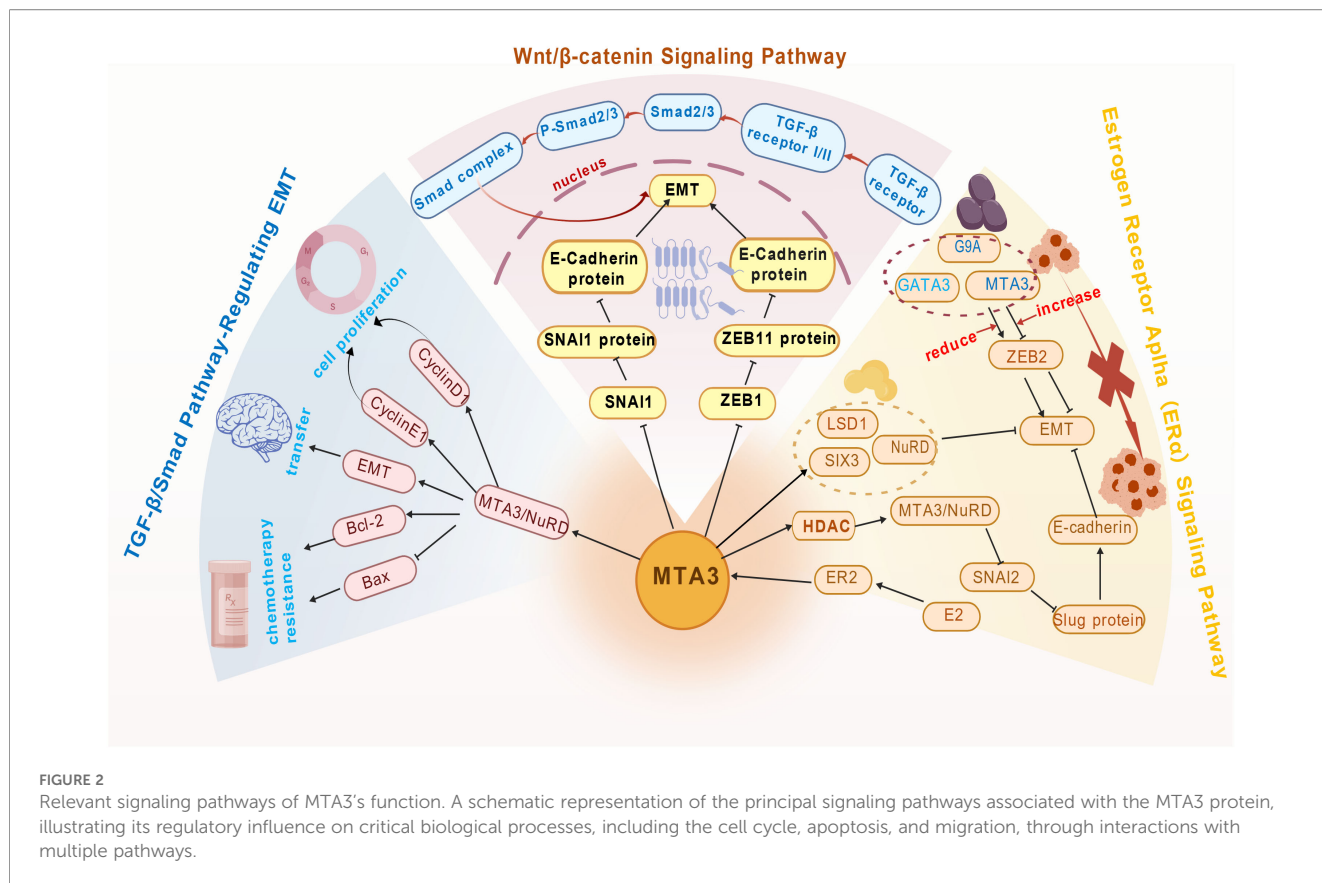 Wnt/β-catenin Signaling Pathway
TGF-β/Smad Pathway-Regulating EMT
Estrogen Receptor Aplha (ERα) Signaling Pathway
Smad complex
P-Smad2/3
Smad2/3
TGF-β
receptor I/II
TGF-β
receptor
nucleus
EMT
E-Cadherin
protein
E-Cadherin
protein
SNAI1 protein
ZEB11 protein
SNAI1
ZEB1
M
G₁
G₂
S
cell proliferation
CyclinD1
CyclinE1
transfer
EMT
Bcl-2
Bax
MTA3/NuRD
chemotherapy
resistance
RX
MTA3
G9A
GATA3
MTA3
increase
reduce
ZEB2
EMT
LSD1
SIX3
NuRD
HDAC
MTA3/NuRD
E-cadherin
ER2
SNAI2
E2
Slug protein
FIGURE 2
Relevant signaling pathways of MTA3's function. A schematic representation of the principal signaling pathways associated with the MTA3 protein,
illustrating its regulatory influence on critical biological processes, including the cell cycle, apoptosis, and migration, through interactions with
multiple pathways.